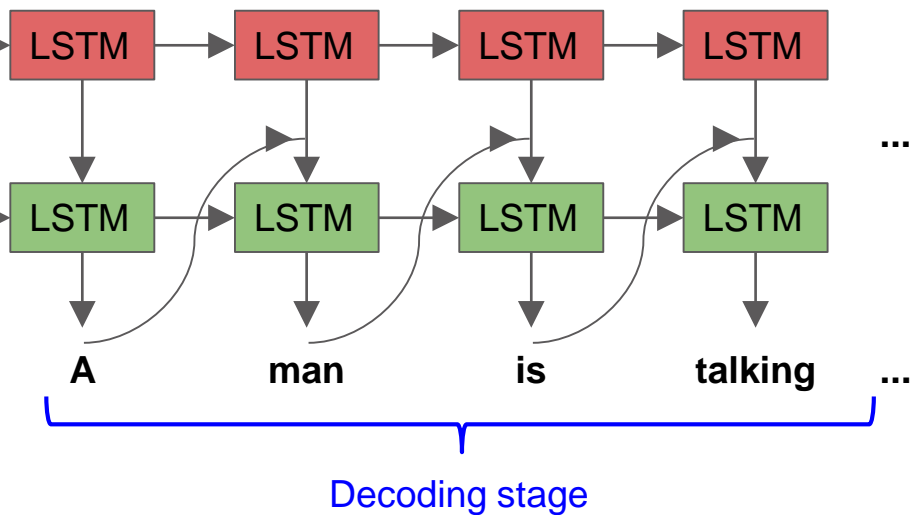 LSTM LSTM LSTM LSTM
...
LSTM LSTM LSTM LSTM
A man is talking ...
Decoding stage